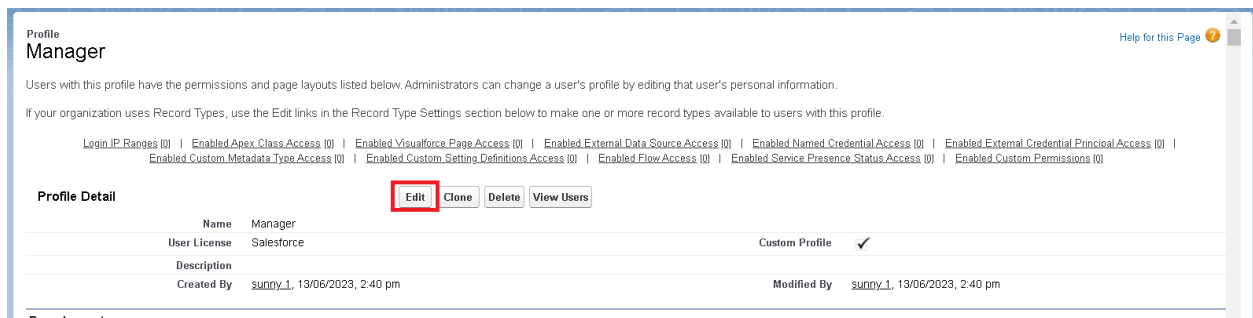 Profile
Manager
Help for this Page
Users with this profile have the permissions and page layouts listed below. Administrators can change a user's profile by editing that user's personal information.
If your organization uses Record Types, use the Edit links in the Record Type Settings section below to make one or more record types available to users with this profile.
Login IP Ranges [0] | Enabled Apex Class Access [0] | Enabled Visualforce Page Access [0] | Enabled External Data Source Access [0] | Enabled Named Credential Access [0] | Enabled External Credential Principal Access [0] |
Enabled Custom Metadata Type Access [0] | Enabled Custom Setting Definitions Access [0] | Enabled Flow Access [0] | Enabled Service Presence Status Access [0] | Enabled Custom Permissions [0]
Profile Detail Edit Clone Delete View Users
Name Manager
User License Salesforce Custom Profile ✓
Description
Created By sunny 1, 13/06/2023, 2:40 pm Modified By sunny 1, 13/06/2023, 2:40 pm